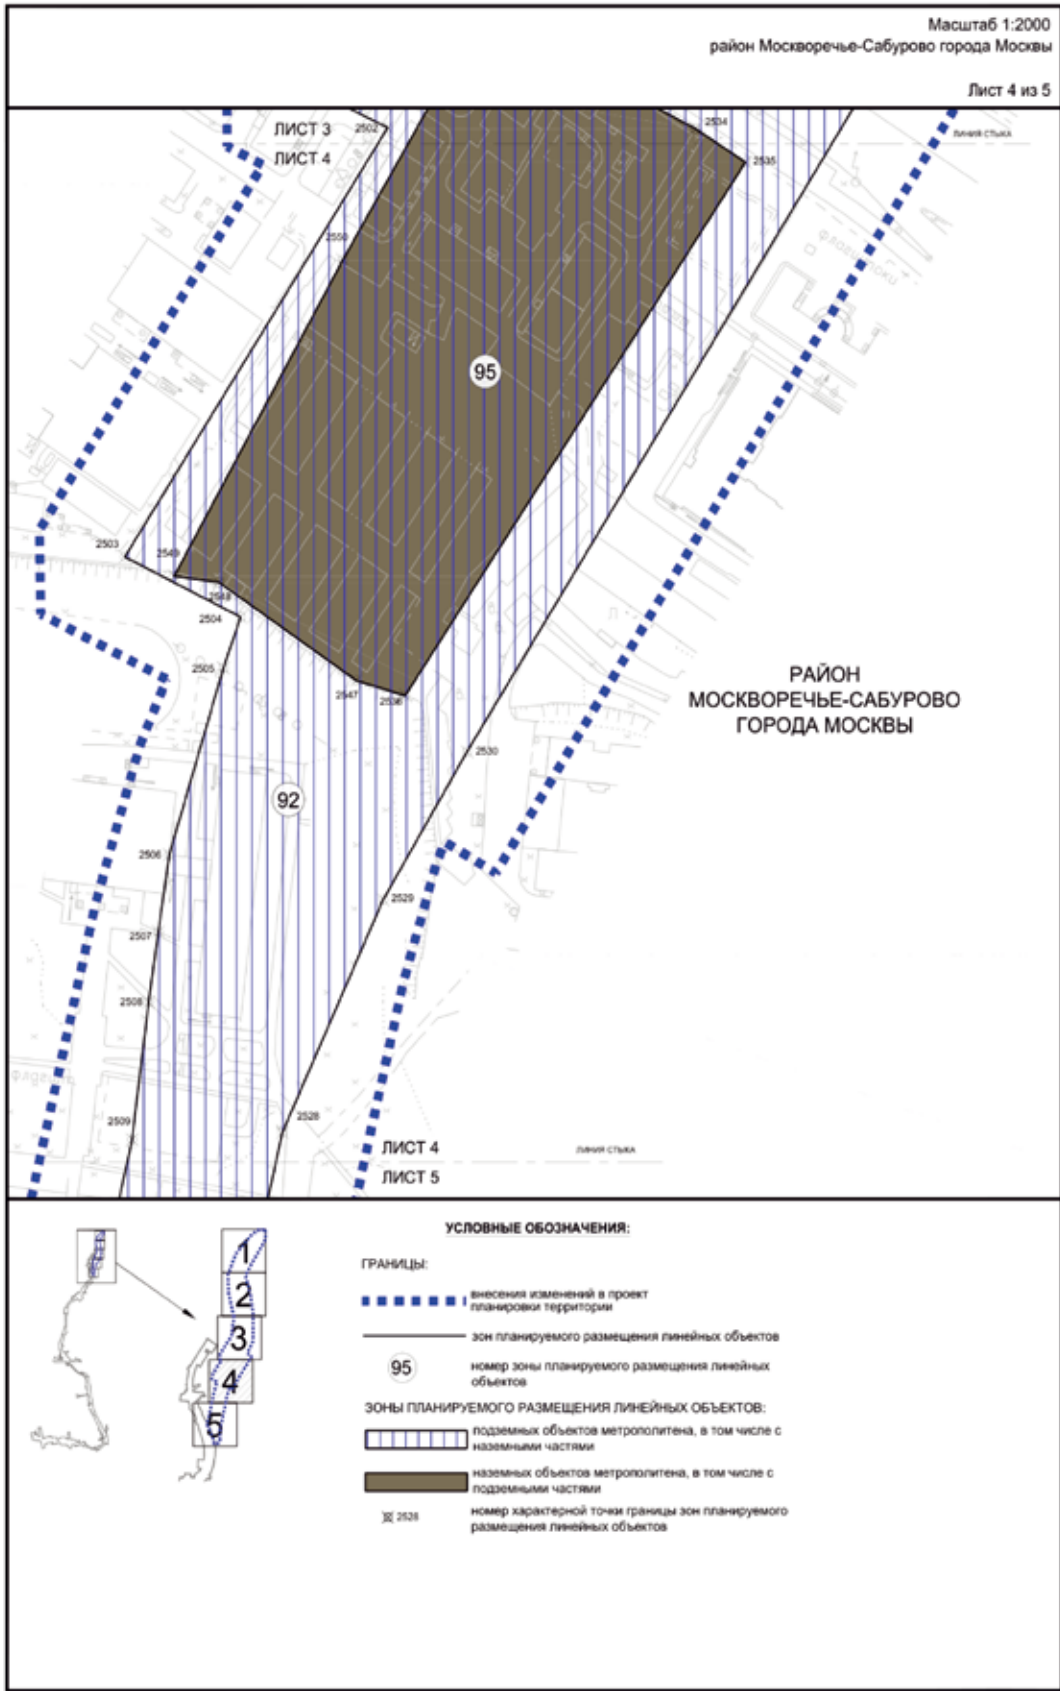 Масштаб 1:2000
район Москворечье-Сабурово города Москвы
Лист 4 из 5
ЛИСТ 3
ЛИСТ 4
2502
2534
2535
ЛИНИЯ СТЫКА
2550
95
2503
2549
2548
2504
2505
2547
2536
РАЙОН
МОСКВОРЕЧЬЕ-САБУРОВО
ГОРОДА МОСКВЫ
2530
92
2506
2529
2507
2508
2509
2528
ЛИСТ 4
ЛИСТ 5
ЛИНИЯ СТЫКА
УСЛОВНЫЕ ОБОЗНАЧЕНИЯ:
ГРАНИЦЫ:
внесения изменений в проект
планировки территории
зон планируемого размещения линейных объектов
95
номер зоны планируемого размещения линейных
объектов
ЗОНЫ ПЛАНИРУЕМОГО РАЗМЕЩЕНИЯ ЛИНЕЙНЫХ ОБЪЕКТОВ:
подземных объектов метрополитена, в том числе с
наземными частями
наземных объектов метрополитена, в том числе с
подземными частями
2528
номер характерной точки границы зон планируемого
размещения линейных объектов
1
2
3
4
5